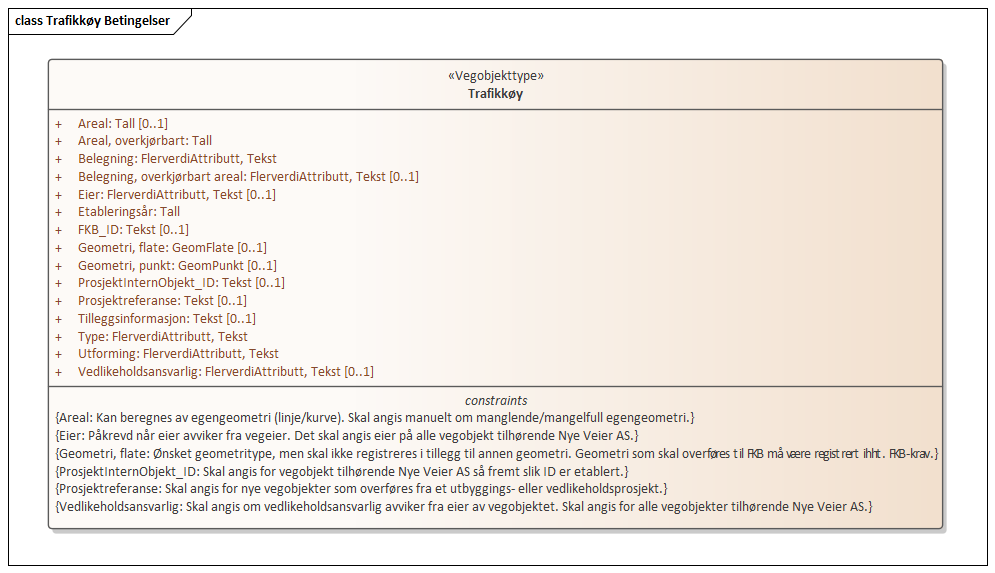 class Trafikkøy Betingelser
«Vegobjekttype»
Trafikkøy
+ Areal: Tall [0..1]
+ Areal, overkjørbart: Tall
+ Belegning: FlerverdiAttributt, Tekst
+ Belegning, overkjørbart areal: FlerverdiAttributt, Tekst [0..1]
+ Eier: FlerverdiAttributt, Tekst [0..1]
+ Etableringsår: Tall
+ FKB_ID: Tekst [0..1]
+ Geometri, flate: GeomFlate [0..1]
+ Geometri, punkt: GeomPunkt [0..1]
+ ProsjektInternObjekt_ID: Tekst [0..1]
+ Prosjektreferanse: Tekst [0..1]
+ Tilleggsinformasjon: Tekst [0..1]
+ Type: FlerverdiAttributt, Tekst
+ Utforming: FlerverdiAttributt, Tekst
+ Vedlikeholdsansvarlig: FlerverdiAttributt, Tekst [0..1]
constraints
{Areal: Kan beregnes av egengeometri (linje/kurve). Skal angis manuelt om manglende/mangelfull egengeometri.}
{Eier: Påkrevd når eier avviker fra vegeier. Det skal angis eier på alle vegobjekt tilhørende Nye Veier AS.}
{Geometri, flate: Ønsket geometritype, men skal ikke registreres i tillegg til annen geometri. Geometri som skal overføres til FKB må være registrert ihht. FKB-krav.}
{ProsjektInternObjekt_ID: Skal angis for vegobjekt tilhørende Nye Veier AS så fremt slik ID er etablert.}
{Prosjektreferanse: Skal angis for nye vegobjekter som overføres fra et utbyggings- eller vedlikeholdsprosjekt.}
{Vedlikeholdsansvarlig: Skal angis om vedlikeholdsansvarlig avviker fra eier av vegobjektet. Skal angis for alle vegobjekter tilhørende Nye Veier AS.}